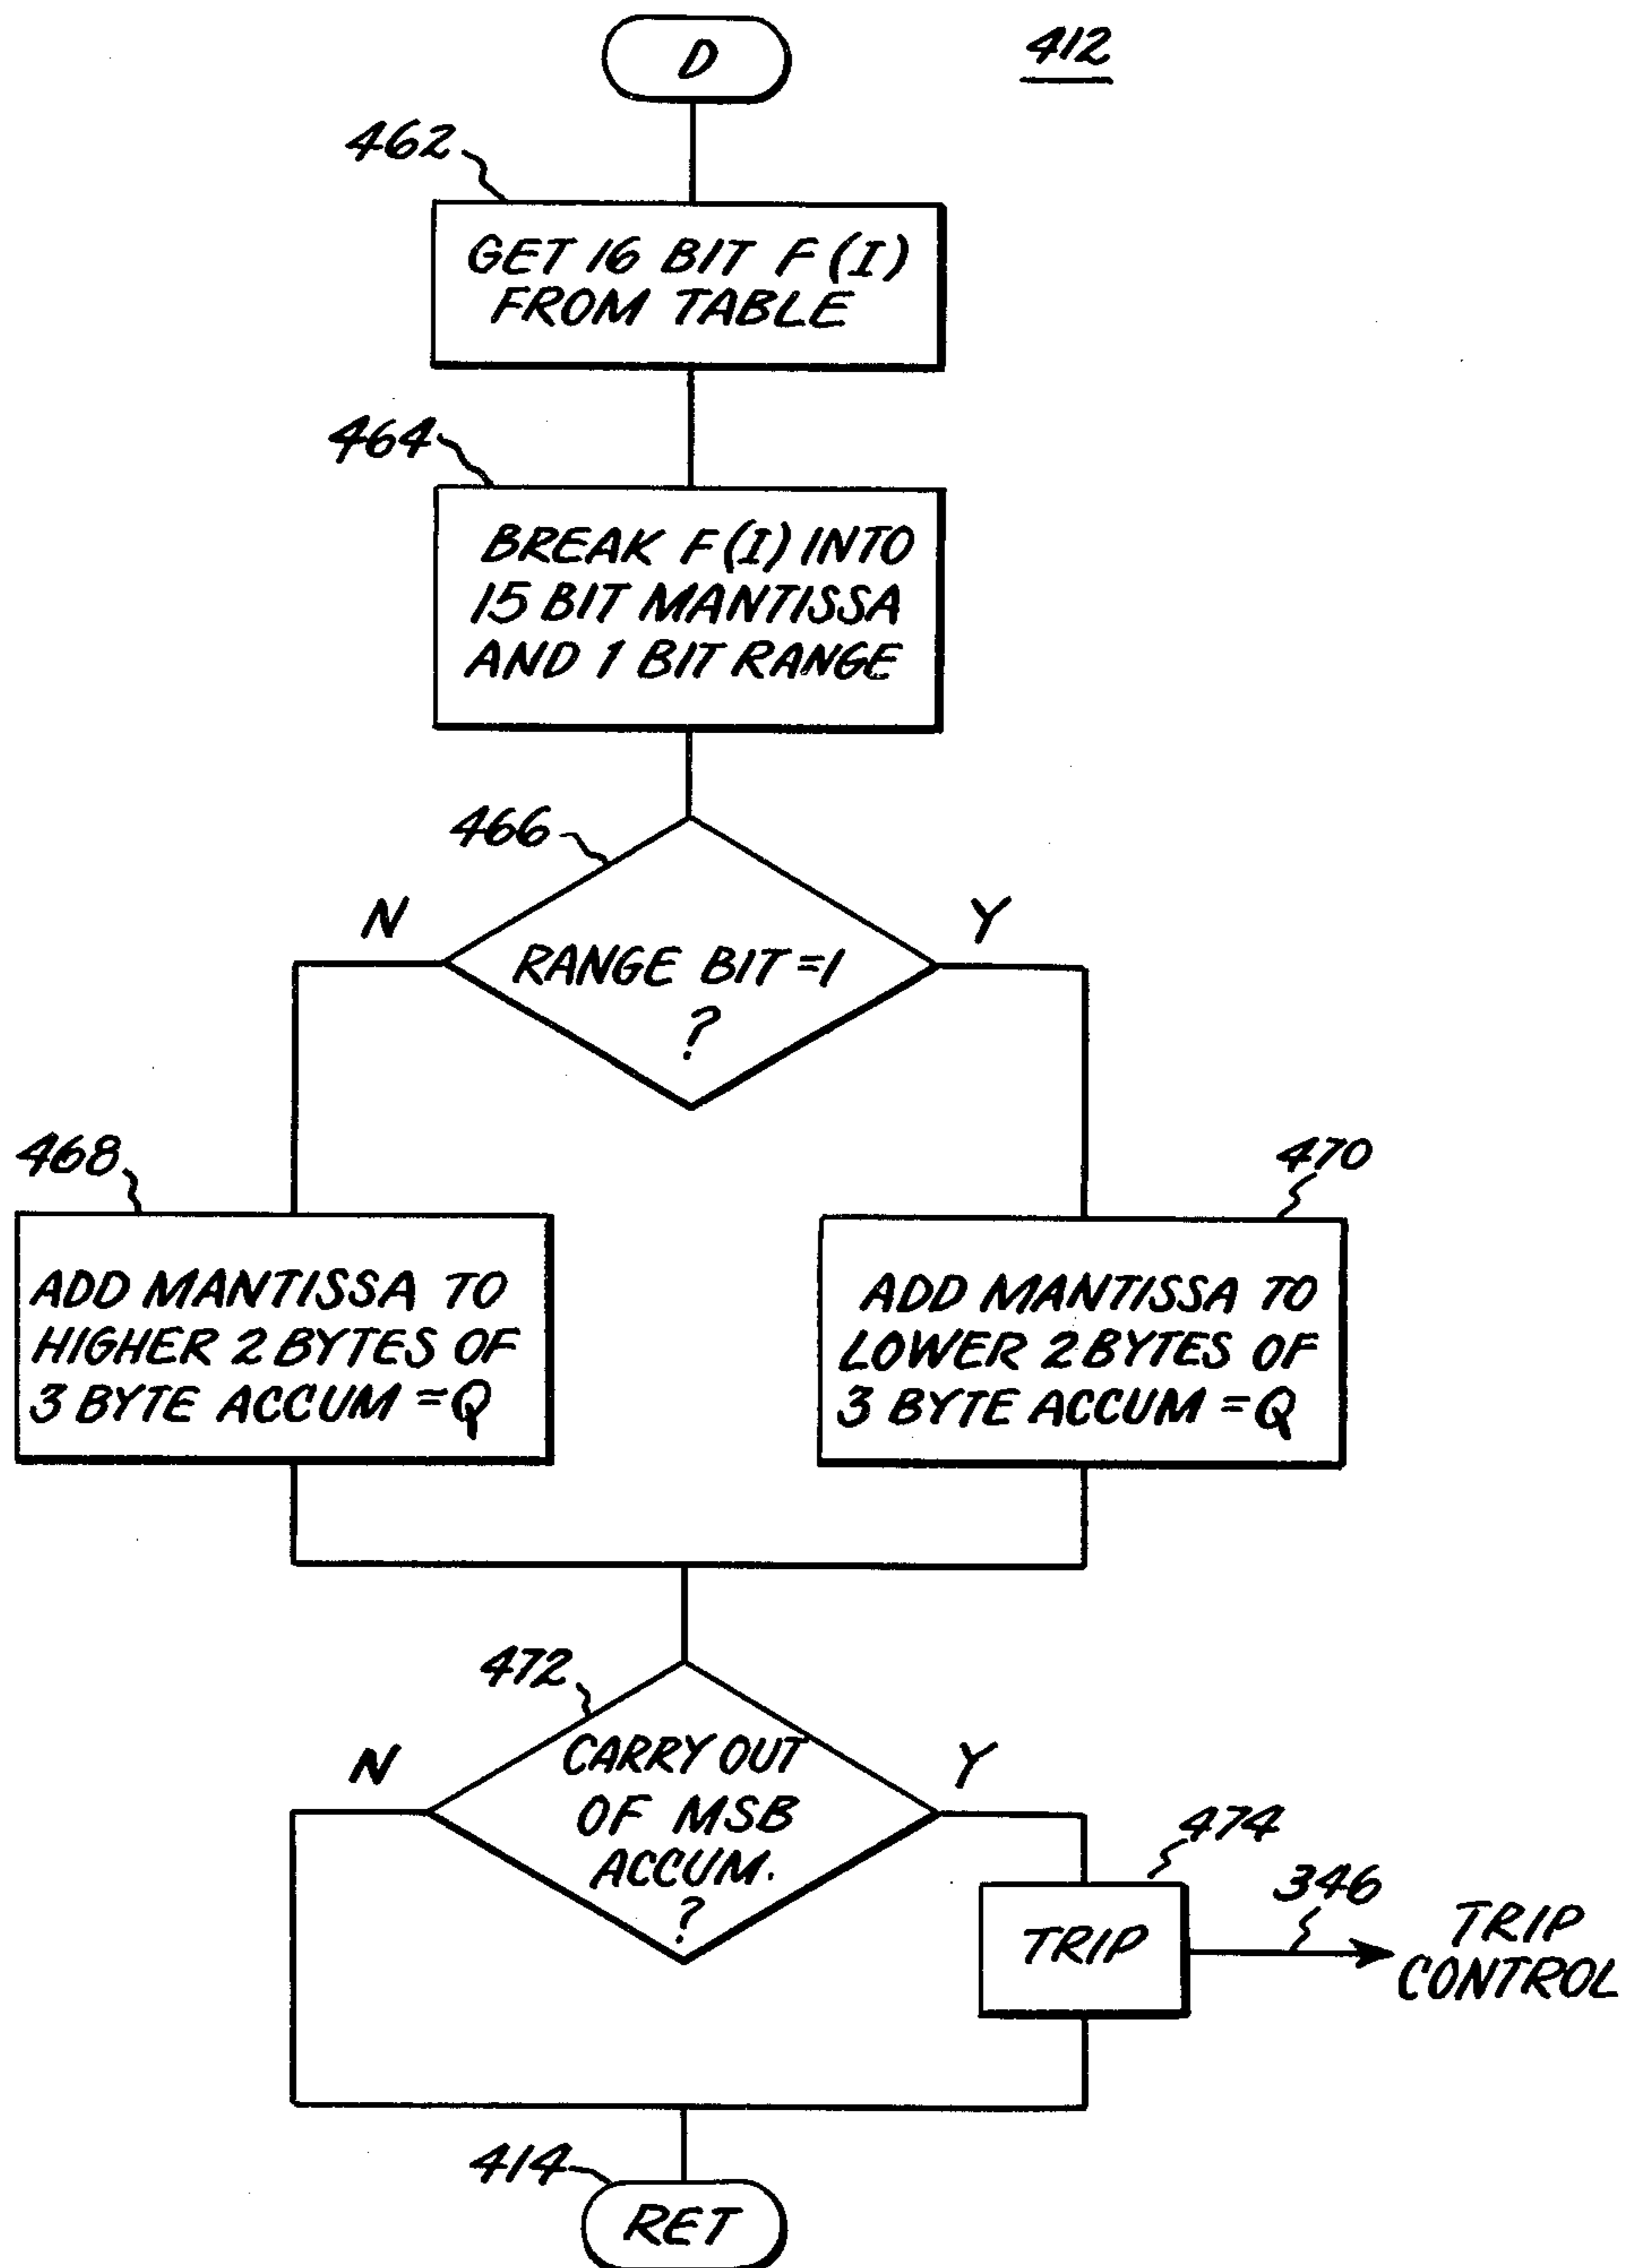 D
412
462
GET 16 BIT F(I)
FROM TABLE
464
BREAK F(I) INTO
15 BIT MANTISSA
AND 1 BIT RANGE
466
N
Y
RANGE BIT=1
?
468
470
ADD MANTISSA TO
HIGHER 2 BYTES OF
3 BYTE ACCUM = Q
ADD MANTISSA TO
LOWER 2 BYTES OF
3 BYTE ACCUM = Q
472
N
Y
CARRY OUT
OF MSB
ACCUM.
?
474
346
TRIP
TRIP
CONTROL
414
RET